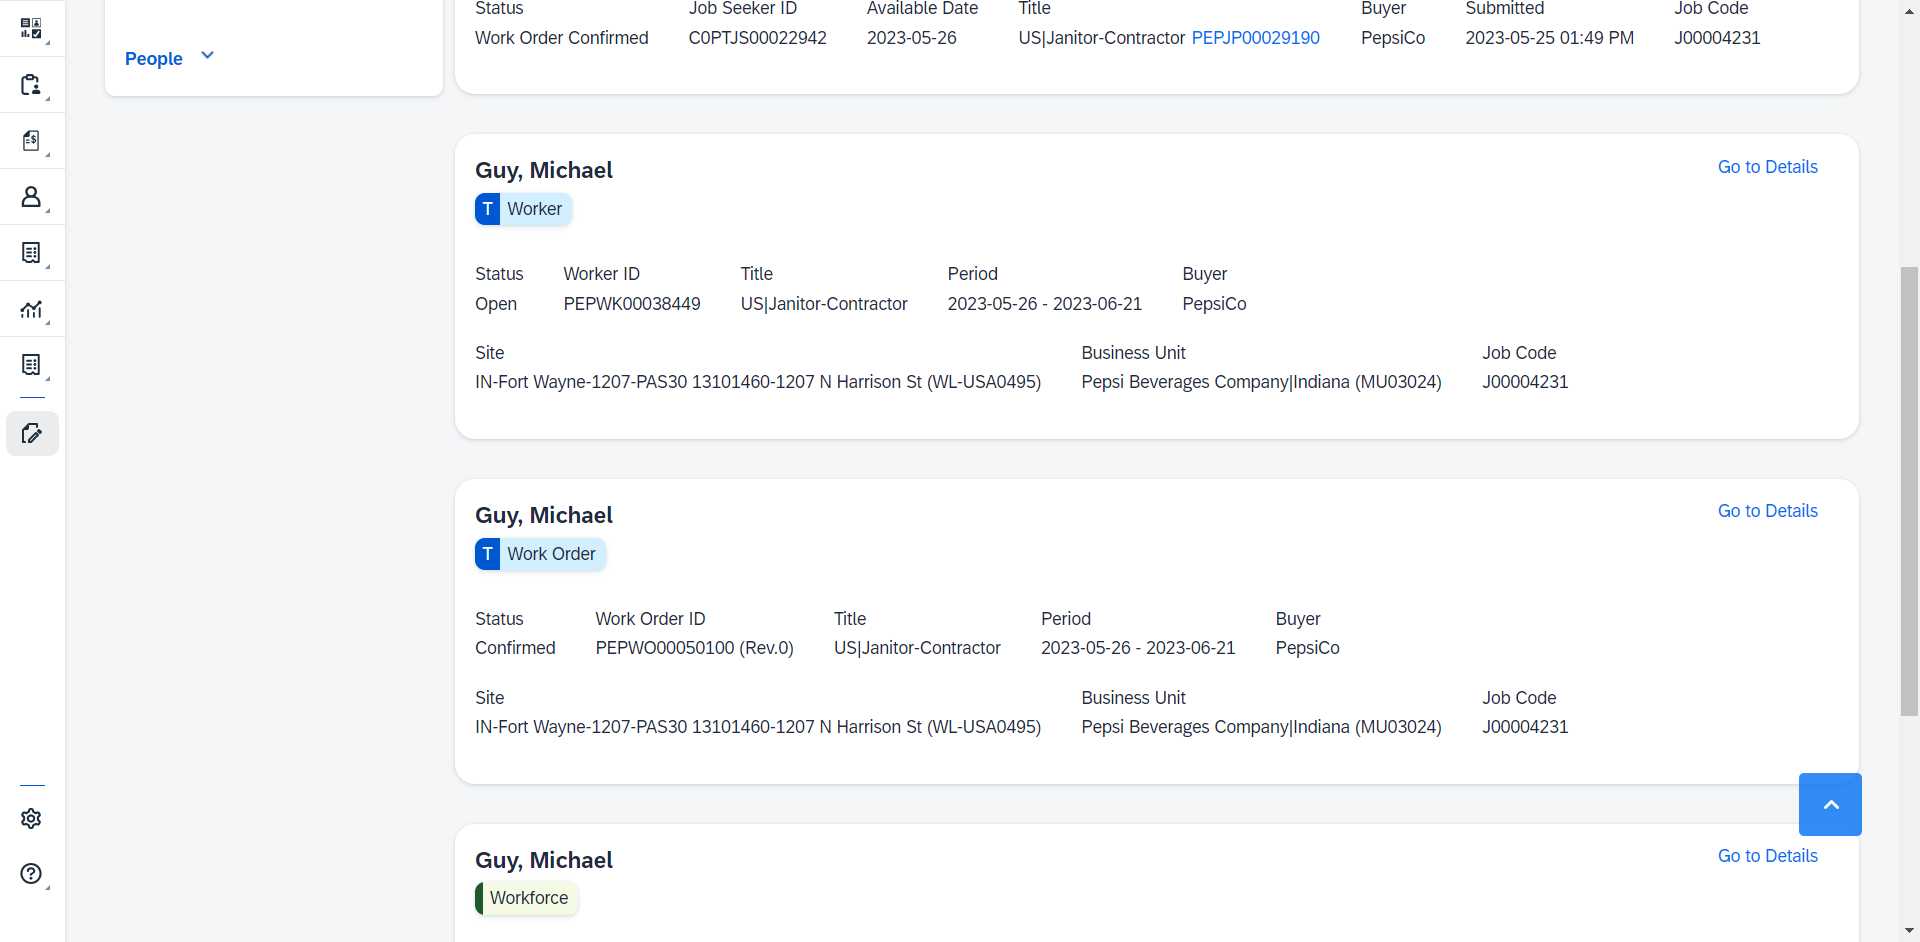 People
Status Job Seeker ID Available Date Title Buyer Submitted Job Code
Work Order Confirmed C0PTJS00022942 2023-05-26 US|Janitor-Contractor PEPJP00029190 PepsiCo 2023-05-25 01:49 PM J00004231
Guy, Michael
Go to Details
T Worker
Status Worker ID Title Period Buyer
Open PEPWK00038449 US|Janitor-Contractor 2023-05-26 - 2023-06-21 PepsiCo
Site Business Unit Job Code
IN-Fort Wayne-1207-PAS30 13101460-1207 N Harrison St (WL-USA0495) Pepsi Beverages Company|Indiana (MU03024) J00004231
Guy, Michael
Go to Details
T Work Order
Status Work Order ID Title Period Buyer
Confirmed PEPWO00050100 (Rev.0) US|Janitor-Contractor 2023-05-26 - 2023-06-21 PepsiCo
Site Business Unit Job Code
IN-Fort Wayne-1207-PAS30 13101460-1207 N Harrison St (WL-USA0495) Pepsi Beverages Company|Indiana (MU03024) J00004231
Guy, Michael
Go to Details
Workforce